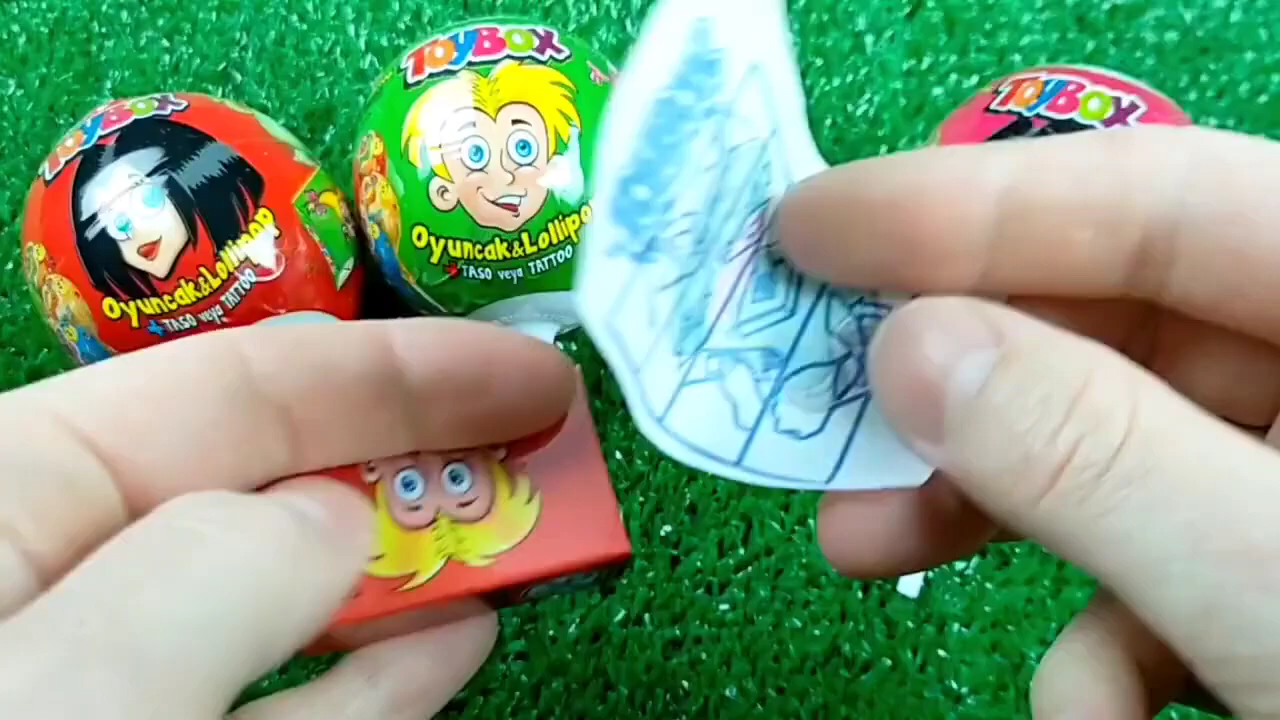 TOYBOX
Oyuncak&Lollipop
+ TASO veya TATTOO
TOYBOX
Oyuncak&Lollipo
+ TASO veya TATTOO
TOYBOX